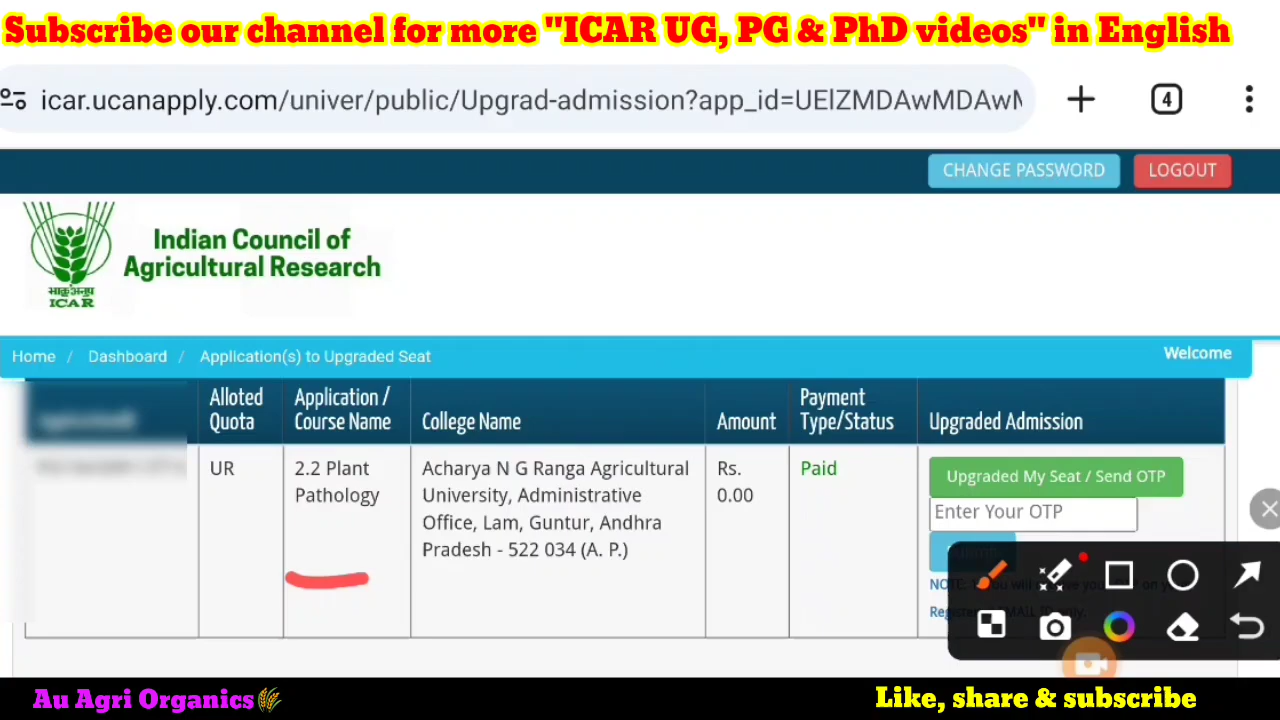 Subscribe our channel for more "ICAR UG, PG & PhD videos" in English
icar.ucanapply.com/univer/public/Upgrad-admission?app_id=UElZMDAwMDAwM
4
CHANGE PASSWORD
LOGOUT
Indian Council of
Agricultural Research
भाकृअनुप
ICAR
Home / Dashboard / Application(s) to Upgraded Seat
Welcome
Alloted
Quota
Application /
Course Name
College Name
Amount
Payment
Type/Status
Upgraded Admission
UR
2.2 Plant
Pathology
Acharya N G Ranga Agricultural
University, Administrative
Office, Lam, Guntur, Andhra
Pradesh - 522 034 (A. P.)
Rs.
0.00
Paid
Upgraded My Seat / Send OTP
Enter Your OTP
Au Agri Organics🌾
Like, share & subscribe